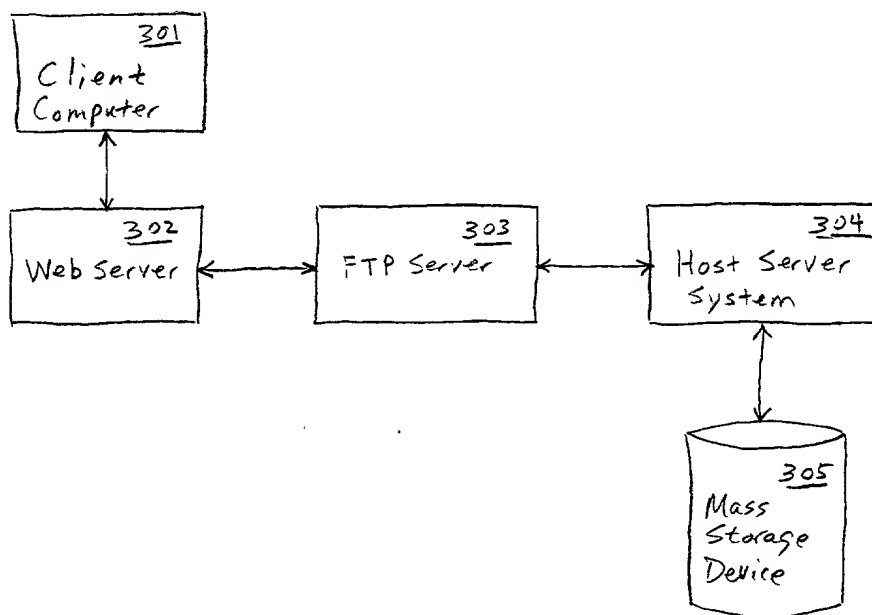 301
Client
Computer
302
Web Server
303
FTP Server
304
Host Server
System
305
Mass
Storage
Device